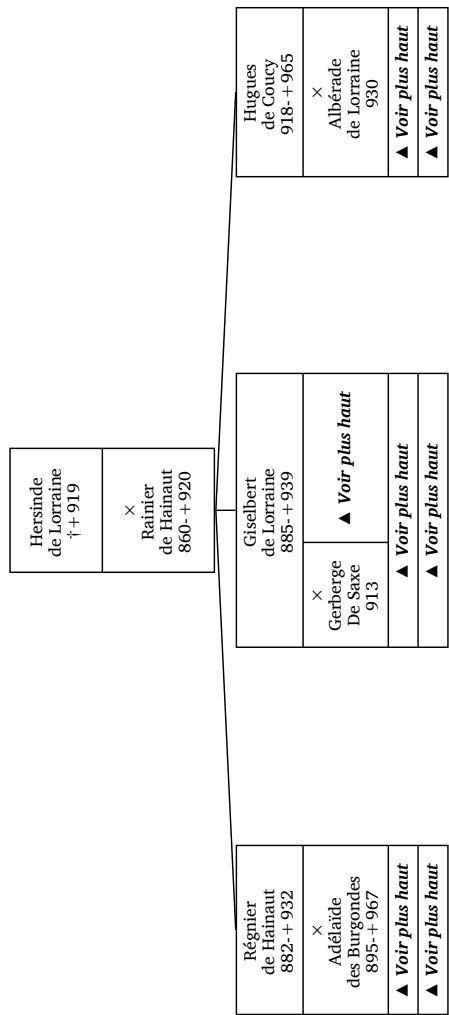 Hersinde
de Lorraine
†+919
×
Rainier
de Hainaut
860-+920
Régnier
de Hainaut
882-+932
×
Adélaïde
des Burgondes
895-+967
▲ Voir plus haut
▲ Voir plus haut
Giselbert
de Lorraine
885-+939
×
Gerberge
De Saxe
913
▲ Voir plus haut
▲ Voir plus haut
▲ Voir plus haut
Hugues
de Coucy
918-+965
×
Albérade
de Lorraine
930
▲ Voir plus haut
▲ Voir plus haut